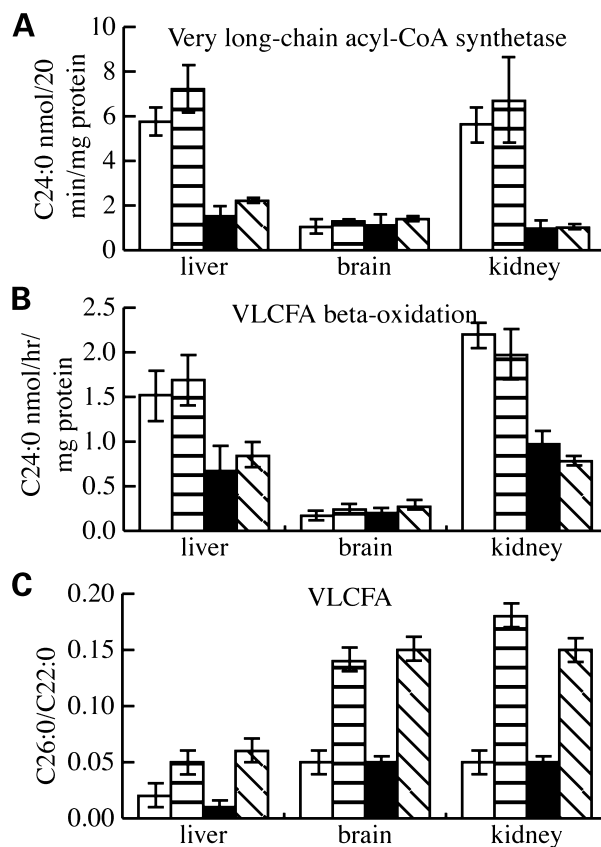 A
Very long-chain acyl-CoA synthetase
C24:0 nmol/20
min/mg protein
10
8
6
4
2
0
liver brain kidney
B
VLCFA beta-oxidation
C24:0 nmol/hr/
mg protein
2.5
2.0
1.5
1.0
0.5
0.0
liver brain kidney
C
VLCFA
C26:0/C22:0
0.20
0.15
0.10
0.05
0.00
liver brain kidney